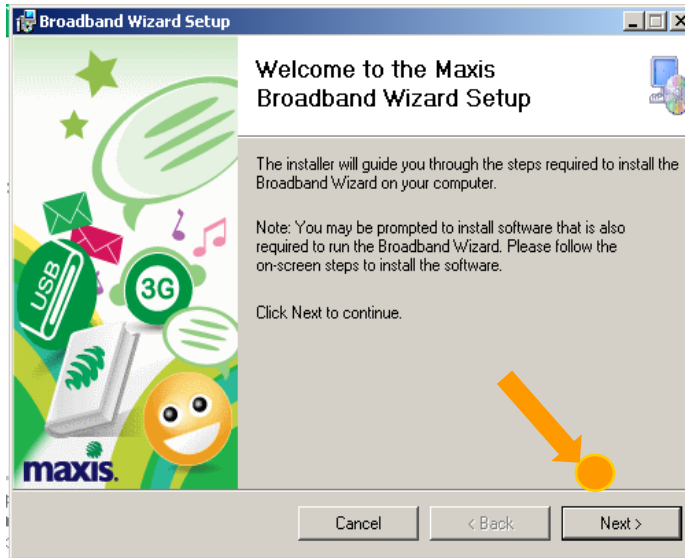 Broadband Wizard Setup
Welcome to the Maxis
Broadband Wizard Setup
The installer will guide you through the steps required to install the
Broadband Wizard on your computer.
Note: You may be prompted to install software that is also
required to run the Broadband Wizard. Please follow the
on-screen steps to install the software.
Click Next to continue.
USB
3G
maxis.
Cancel
< Back
Next >